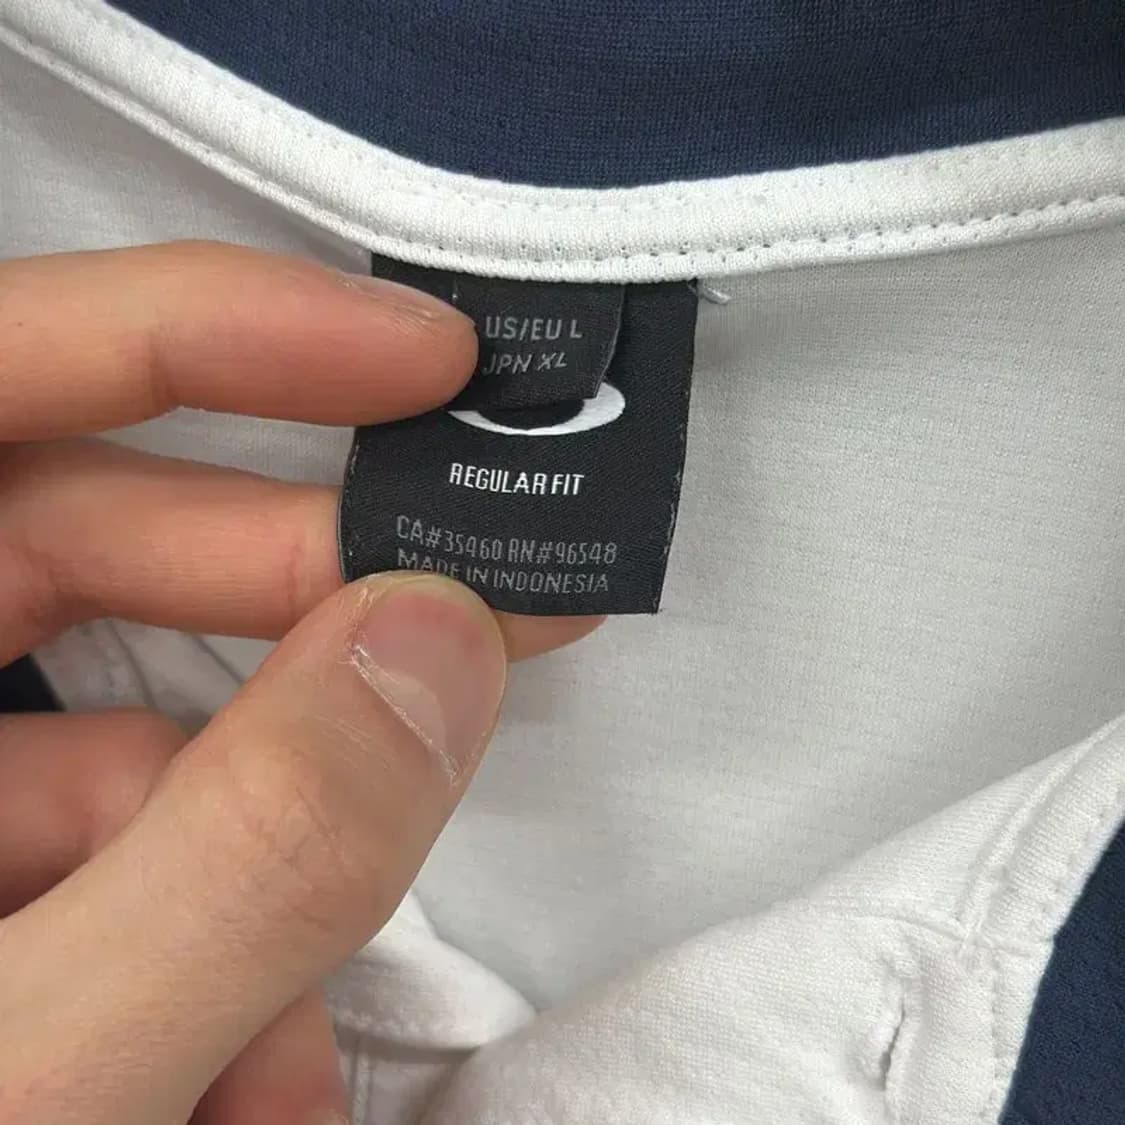 US/EU L
JPN XL
REGULAR FIT
CA#35460 RN#96548
MADE IN INDONESIA